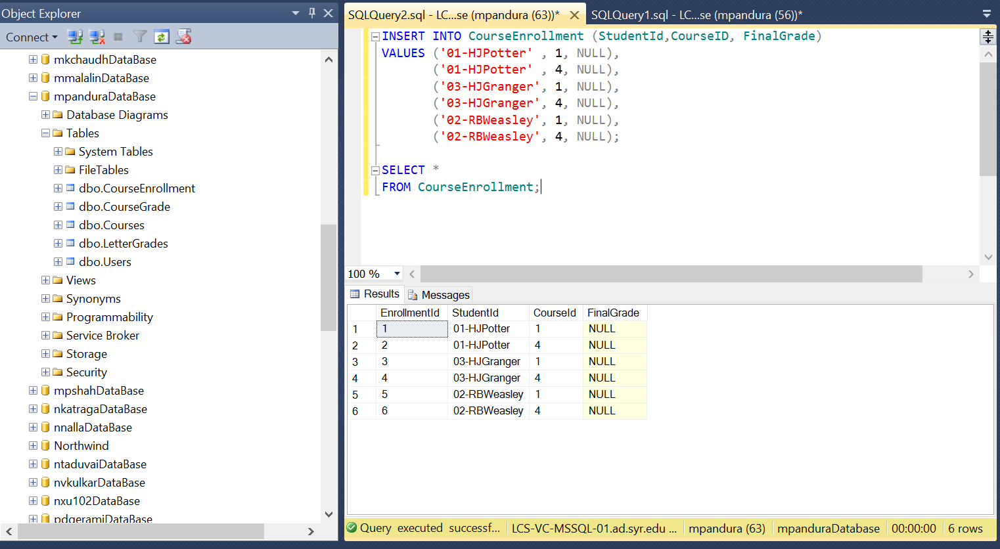 Object Explorer
Connect
mkchaudhDataBase
mmalalinDataBase
mpanduraDataBase
Database Diagrams
Tables
System Tables
FileTables
dbo.CourseEnrollment
dbo.CourseGrade
dbo.Courses
dbo.LetterGrades
dbo.Users
Views
Synonyms
Programmability
Service Broker
Storage
Security
mpshahDataBase
nkatragaDataBase
nnallaDataBase
Northwind
ntaduvaiDataBase
nvkulkarDataBase
nxu102DataBase
pdgeramiDataBase
SQLQuery2.sql - LC...se (mpandura (63))* SQLQuery1.sql - LC...se (mpandura (56))*
INSERT INTO CourseEnrollment (StudentId,CourseID, FinalGrade)
VALUES ('01-HJPotter' , 1, NULL),
('01-HJPotter' , 4, NULL),
('03-HJGranger', 1, NULL),
('03-HJGranger', 4, NULL),
('02-RBWeasley', 1, NULL),
('02-RBWeasley', 4, NULL);
SELECT *
FROM CourseEnrollment;
100 %
Results Messages
EnrollmentId StudentId CourseId FinalGrade
1 1 01-HJPotter 1 NULL
2 2 01-HJPotter 4 NULL
3 3 03-HJGranger 1 NULL
4 4 03-HJGranger 4 NULL
5 5 02-RBWeasley 1 NULL
6 6 02-RBWeasley 4 NULL
Query executed successf... LCS-VC-MSSQL-01.ad.syr.edu ... mpandura (63) mpanduraDatabase 00:00:00 6 rows